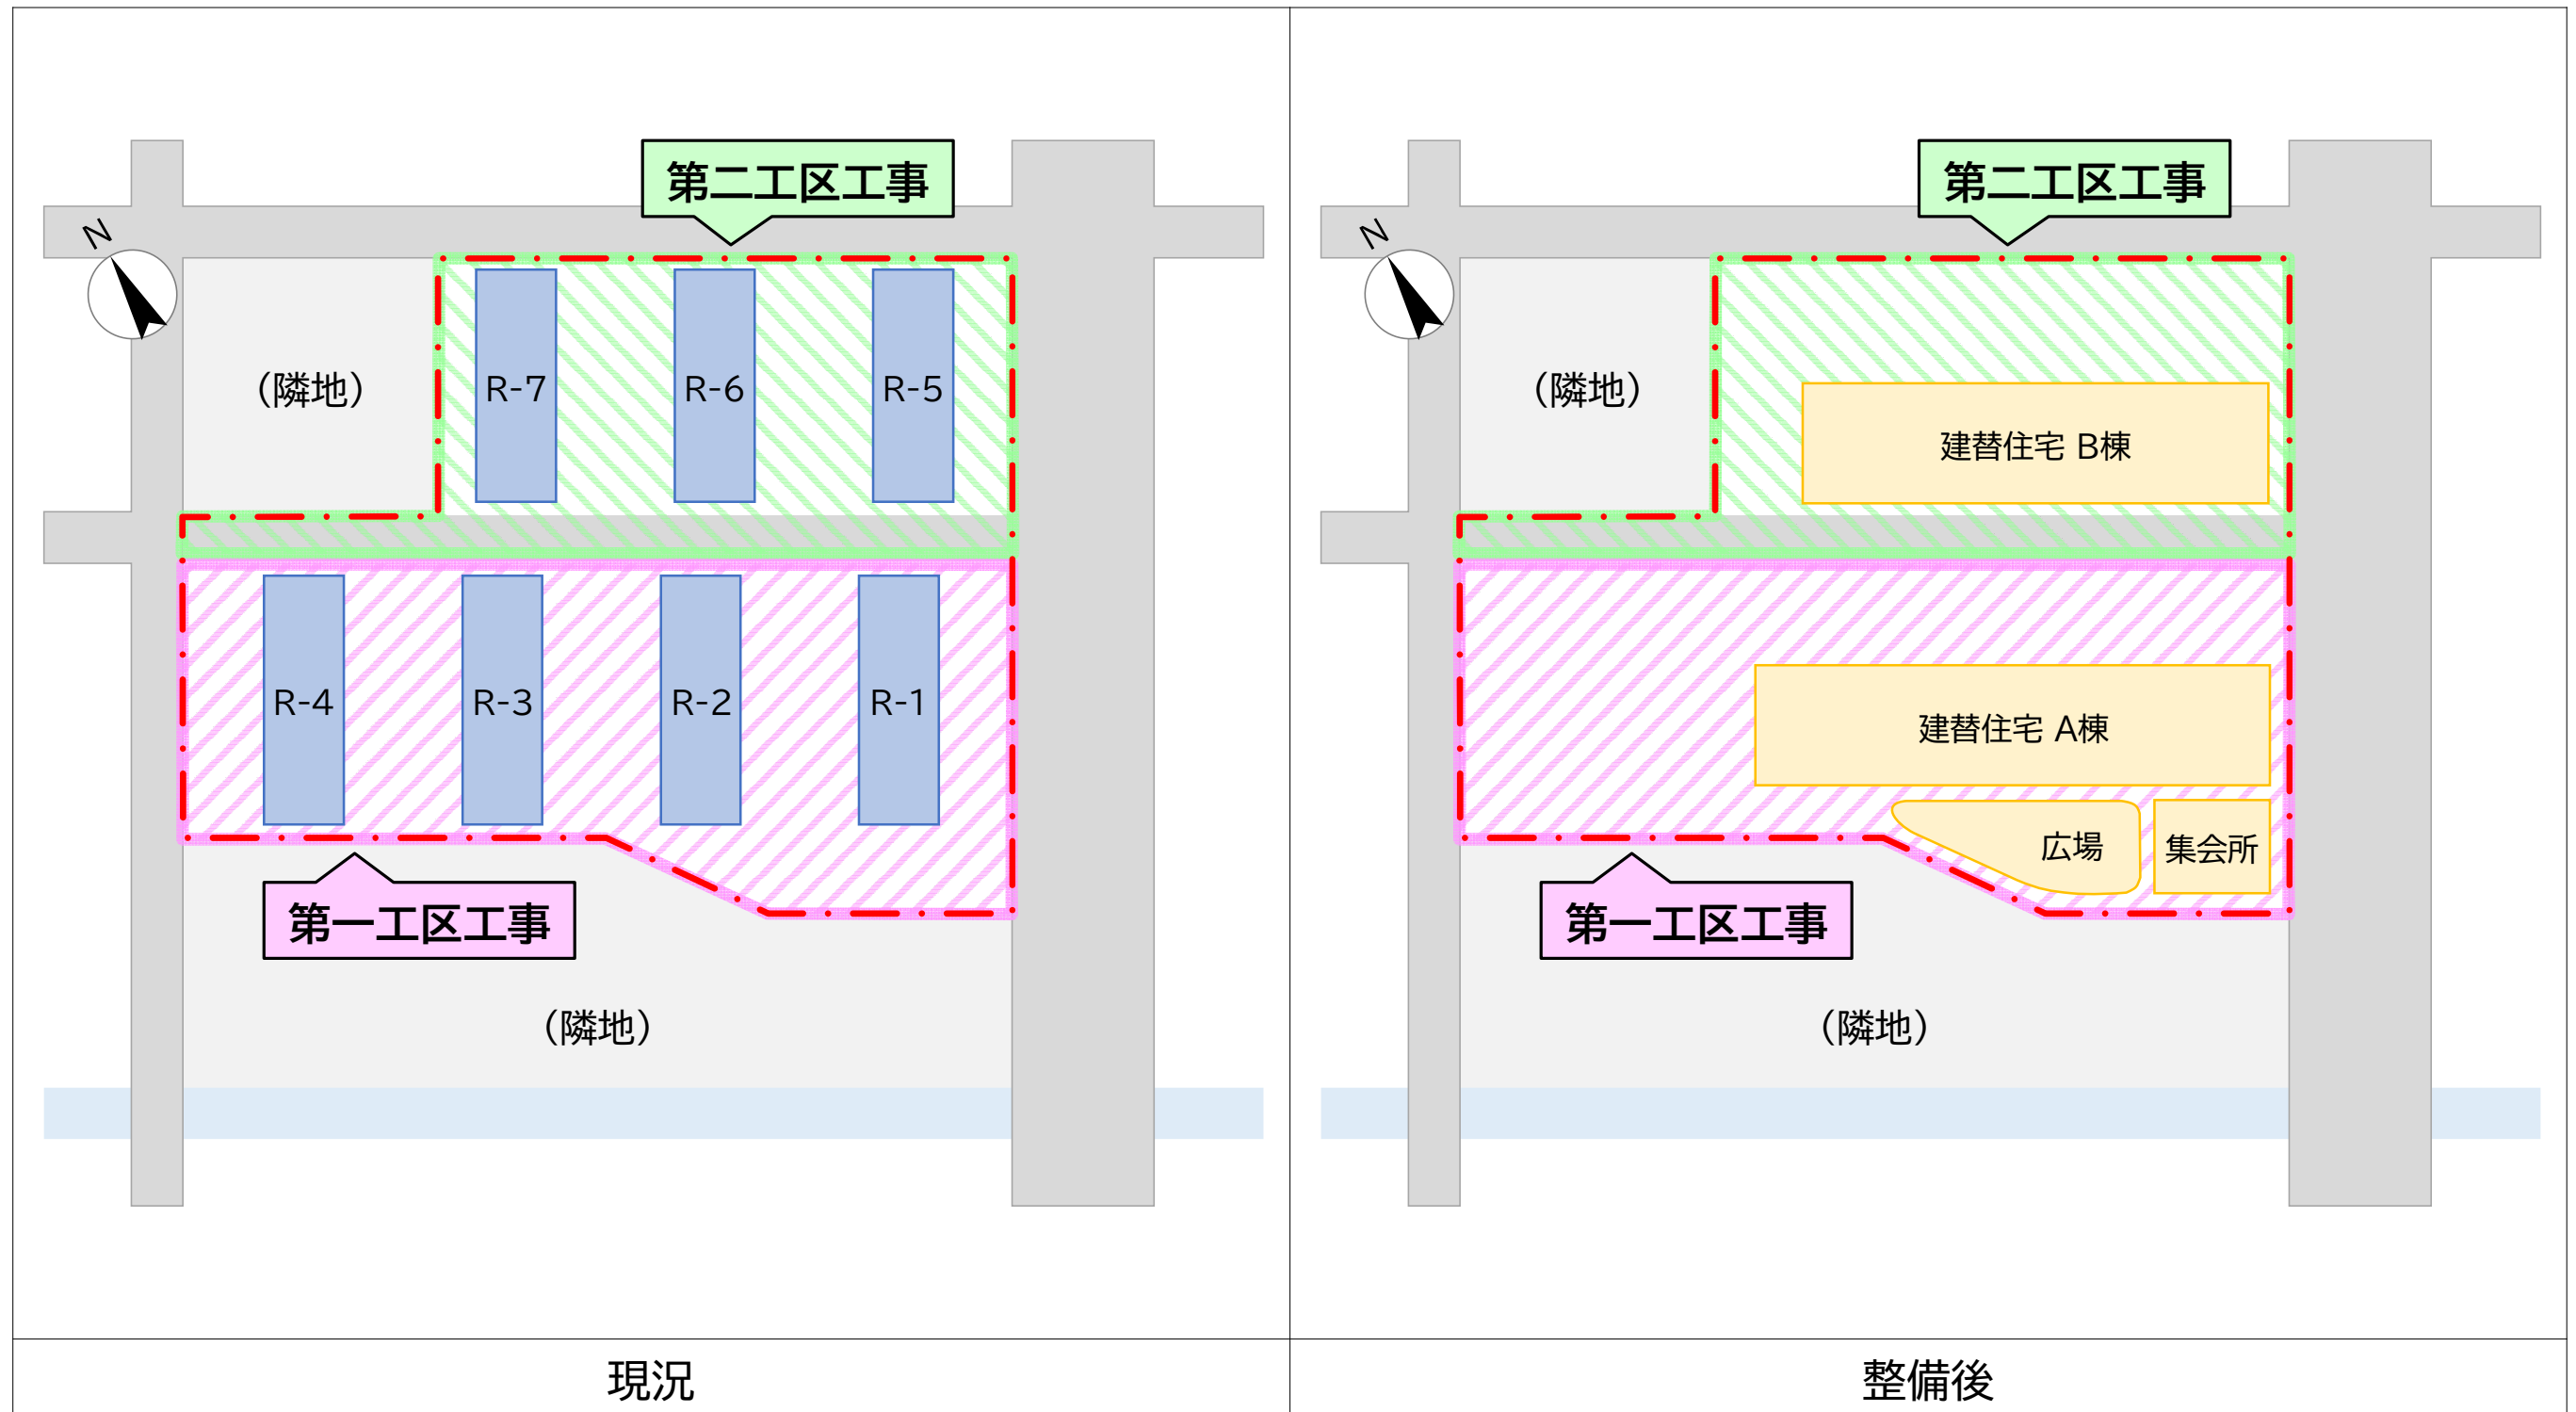 第二工区工事
N
(隣地)
R-7
R-6
R-5
R-4
R-3
R-2
R-1
第一工区工事
(隣地)
現況
第二工区工事
N
(隣地)
建替住宅 B棟
建替住宅 A棟
広場
集会所
第一工区工事
(隣地)
整備後